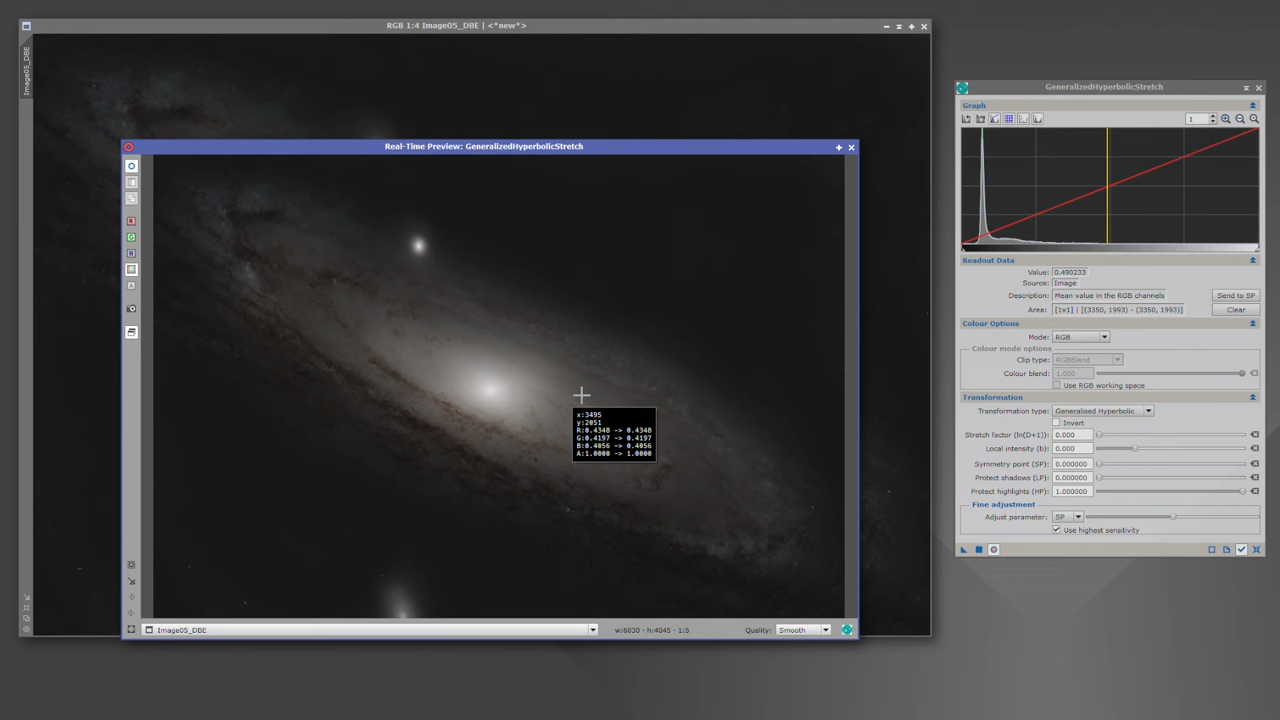 RGB 1:4 Image05_DBE | <*new*>
Image05_DBE
Real-Time Preview: GeneralizedHyperbolicStretch
R
G
B
A
x:3495
y:2051
R:0.4348 -> 0.4348
G:0.4197 -> 0.4197
B:0.4056 -> 0.4056
A:1.0000 -> 1.0000
Image05_DBE
w:6030 · h:4045 · 1:5
Quality: Smooth
GeneralizedHyperbolicStretch
Graph
1
Readout Data
Value: 0.490233
Source: Image
Description: Mean value in the RGB channels
Send to SP
Area: [1x1] | [(3350, 1993) - (3350, 1993)]
Clear
Colour Options
Mode: RGB
Colour mode options
Clip type: RGBBlend
Colour blend: 1.000
Use RGB working space
Transformation
Transformation type: Generalised Hyperbolic
Invert
Stretch factor (ln(D+1)): 0.000
Local intensity (b): 0.000
Symmetry point (SP): 0.000000
Protect shadows (LP): 0.000000
Protect highlights (HP): 1.000000
Fine adjustment
Adjust parameter: SP
Use highest sensitivity